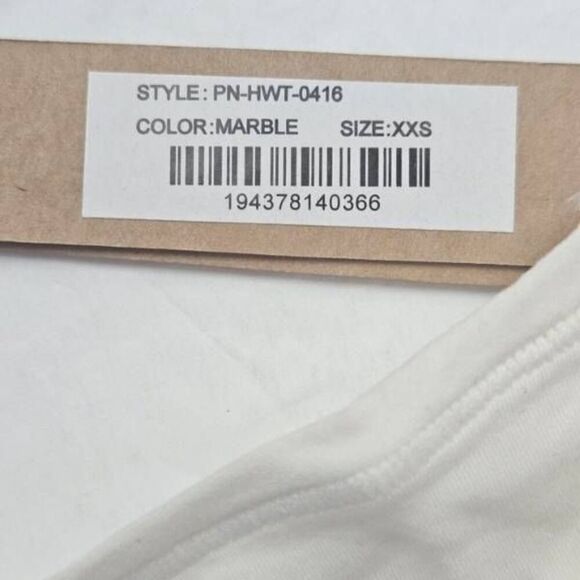 STYLE: PN-HWT-0416
COLOR:MARBLE SIZE:XXS
194378140366